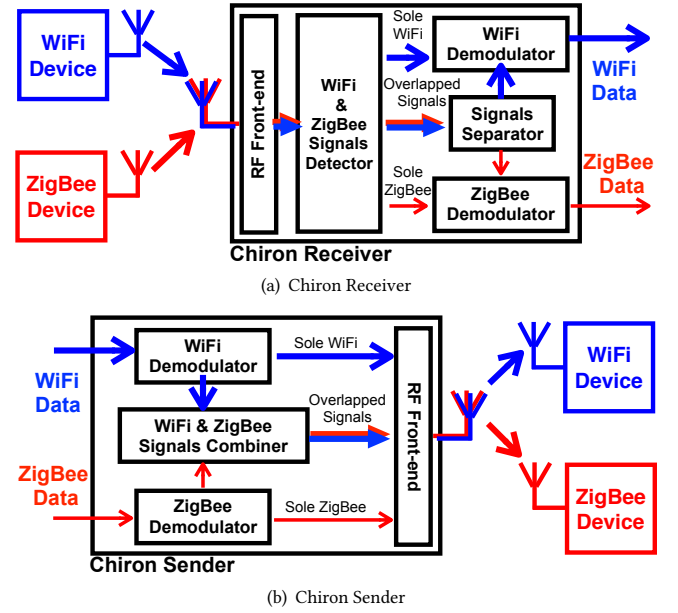 WiFi
Device
ZigBee
Device
RF Front-end
WiFi
&
ZigBee
Signals
Detector
Sole
WiFi
Overlapped
Signals
Sole
ZigBee
WiFi
Demodulator
Signals
Separator
ZigBee
Demodulator
WiFi
Data
ZigBee
Data
Chiron Receiver
(a) Chiron Receiver
WiFi
Data
ZigBee
Data
WiFi
Demodulator
WiFi & ZigBee
Signals Combiner
ZigBee
Demodulator
Sole WiFi
Overlapped
Signals
Sole ZigBee
RF Front-end
WiFi
Device
ZigBee
Device
Chiron Sender
(b) Chiron Sender